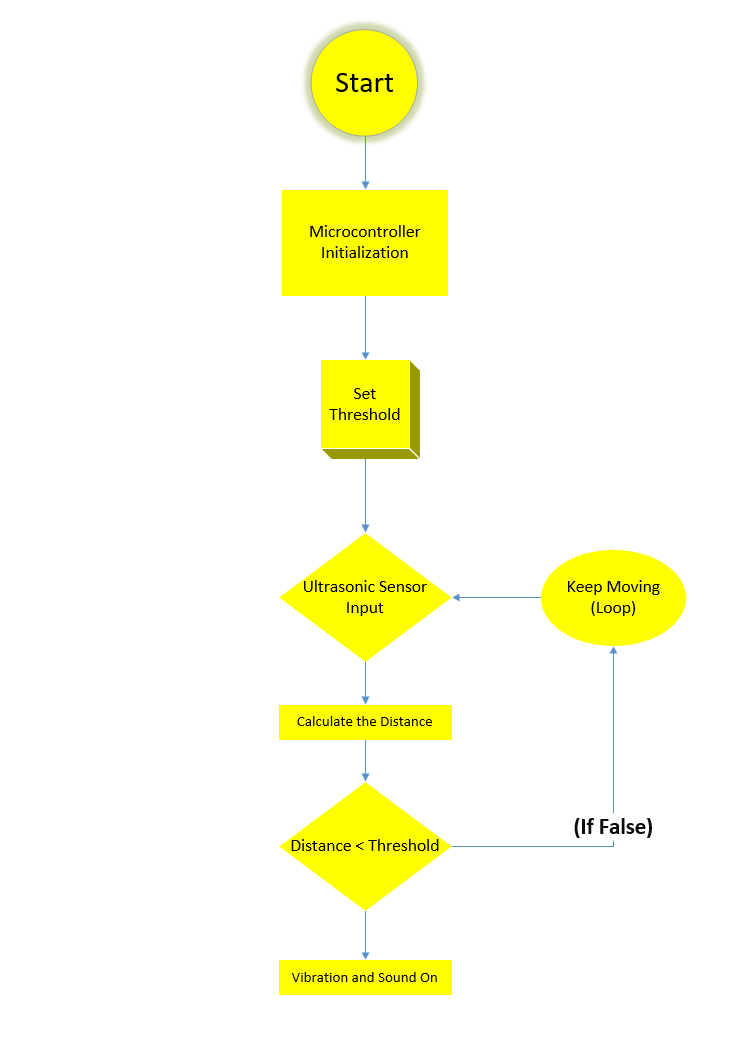 Start
Microcontroller
Initialization
Set
Threshold
Ultrasonic Sensor
Input
Keep Moving
(Loop)
Calculate the Distance
(If False)
Distance < Threshold
Vibration and Sound On